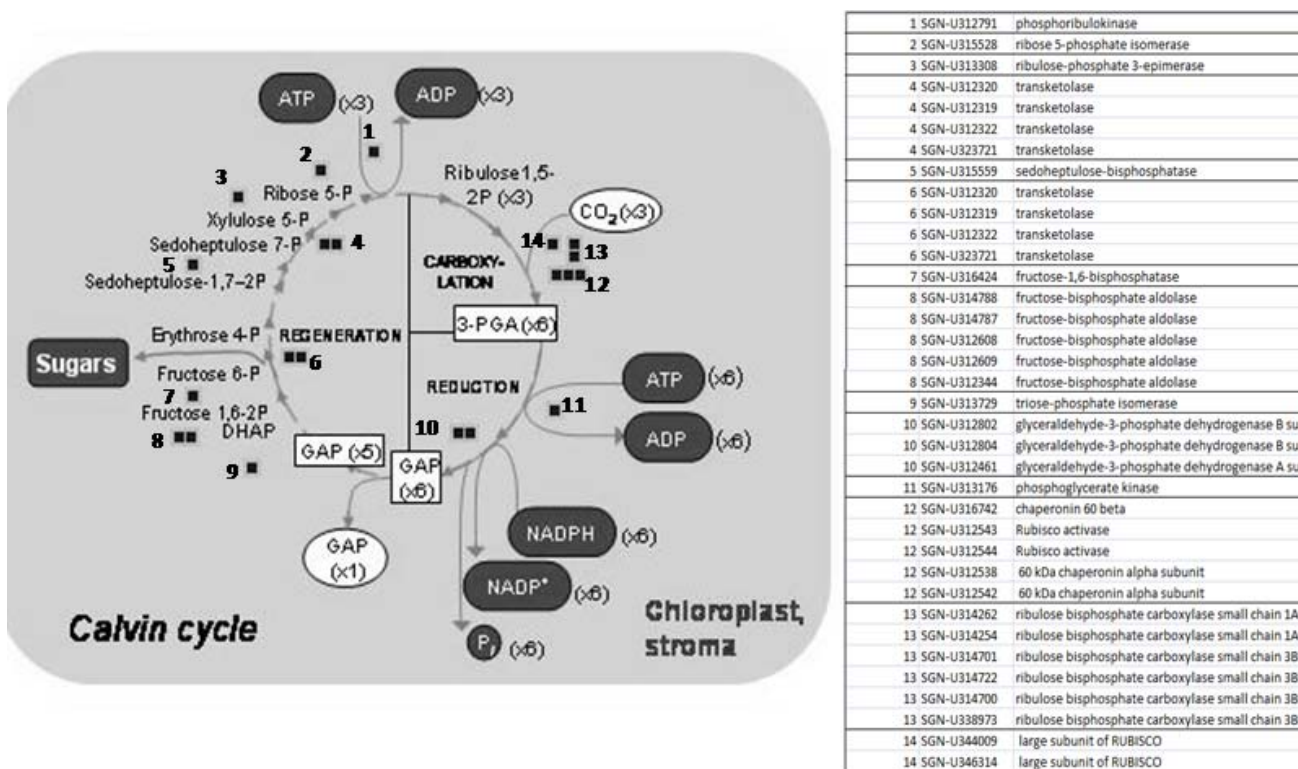 ATP (x3) ADP (x3)
1
2
3
Ribose 5-P
Ribulose 1,5-
2P (x3)
CO2 (x3)
Xylulose 5-P
Sedoheptulose 7-P
4
14
13
12
5
Sedoheptulose-1,7-2P
CARBOXY-
LATION
3-PGA (x6)
Erythrose 4-P
REGENERATION
Sugars
6
Fructose 6-P
REDUCTION
ATP (x6)
7
Fructose 1,6-2P
11
8
DHAP
10
ADP (x6)
9
GAP (x5)
GAP
(x6)
GAP
(x1)
NADPH (x6)
NADP+ (x6)
Pi (x6)
Calvin cycle
Chloroplast,
stroma
1 SGN-U312791 phosphoribulokinase
2 SGN-U315528 ribose 5-phosphate isomerase
3 SGN-U313308 ribulose-phosphate 3-epimerase
4 SGN-U312320 transketolase
4 SGN-U312319 transketolase
4 SGN-U312322 transketolase
4 SGN-U323721 transketolase
5 SGN-U315559 sedoheptulose-bisphosphatase
6 SGN-U312320 transketolase
6 SGN-U312319 transketolase
6 SGN-U312322 transketolase
6 SGN-U323721 transketolase
7 SGN-U316424 fructose-1,6-bisphosphatase
8 SGN-U314788 fructose-bisphosphate aldolase
8 SGN-U314787 fructose-bisphosphate aldolase
8 SGN-U312608 fructose-bisphosphate aldolase
8 SGN-U312609 fructose-bisphosphate aldolase
8 SGN-U312344 fructose-bisphosphate aldolase
9 SGN-U313729 triose-phosphate isomerase
10 SGN-U312802 glyceraldehyde-3-phosphate dehydrogenase B su
10 SGN-U312804 glyceraldehyde-3-phosphate dehydrogenase B su
10 SGN-U312461 glyceraldehyde-3-phosphate dehydrogenase A su
11 SGN-U313176 phosphoglycerate kinase
12 SGN-U316742 chaperonin 60 beta
12 SGN-U312543 Rubisco activase
12 SGN-U312544 Rubisco activase
12 SGN-U312538 60 kDa chaperonin alpha subunit
12 SGN-U312542 60 kDa chaperonin alpha subunit
13 SGN-U314262 ribulose bisphosphate carboxylase small chain 1A
13 SGN-U314254 ribulose bisphosphate carboxylase small chain 1A
13 SGN-U314701 ribulose bisphosphate carboxylase small chain 3B
13 SGN-U314722 ribulose bisphosphate carboxylase small chain 3B
13 SGN-U314700 ribulose bisphosphate carboxylase small chain 3B
13 SGN-U338973 ribulose bisphosphate carboxylase small chain 3B
14 SGN-U344009 large subunit of RUBISCO
14 SGN-U346314 large subunit of RUBISCO